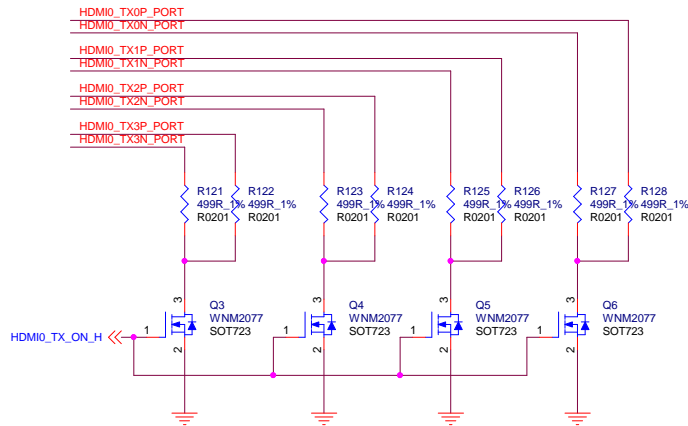 HDMI0_TX0P_PORT
HDMI0_TX0N_PORT
HDMI0_TX1P_PORT
HDMI0_TX1N_PORT
HDMI0_TX2P_PORT
HDMI0_TX2N_PORT
HDMI0_TX3P_PORT
HDMI0_TX3N_PORT
R121 R122 R123 R124 R125 R126 R127 R128
499R_1% 499R_1% 499R_1% 499R_1% 499R_1% 499R_1% 499R_1% 499R_1%
R0201 R0201 R0201 R0201 R0201 R0201 R0201 R0201
3 Q3 3 Q4 3 Q5 3 Q6
WNM2077 WNM2077 WNM2077 WNM2077
HDMI0_TX_ON_H 1 SOT723 1 SOT723 1 SOT723 1 SOT723
2 2 2 2